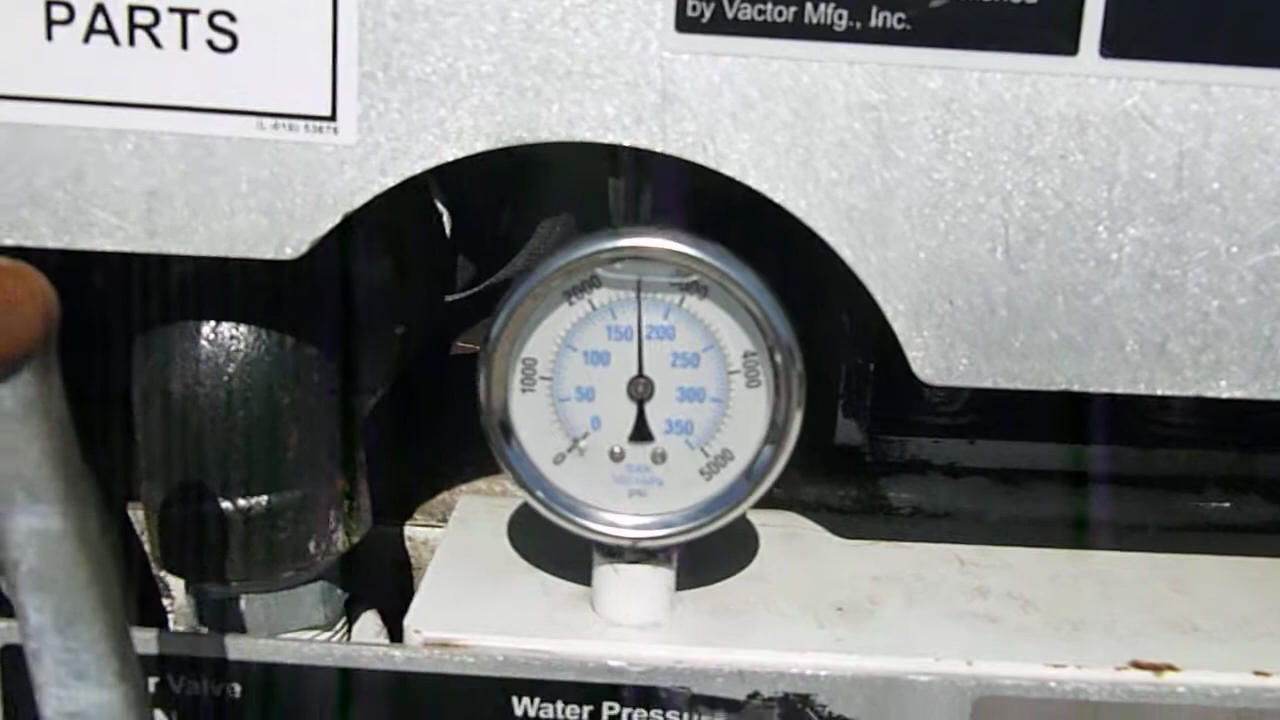 PARTS
by Vactor Mfg., Inc.
2000
150 200
100 250
1000 4000
50 300
0 350
0 5000
psi
Valve
Water